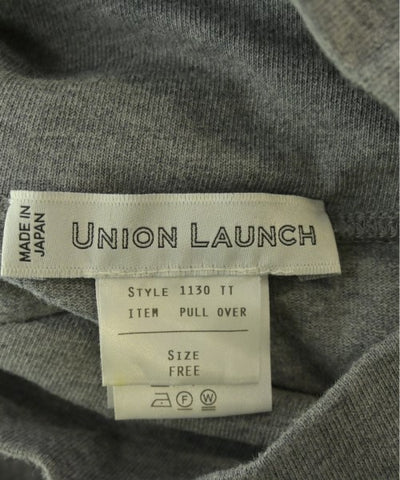 MADE IN
JAPAN
UNION LAUNCH
STYLE 1130 TT
ITEM PULL OVER
SIZE
FREE
F W